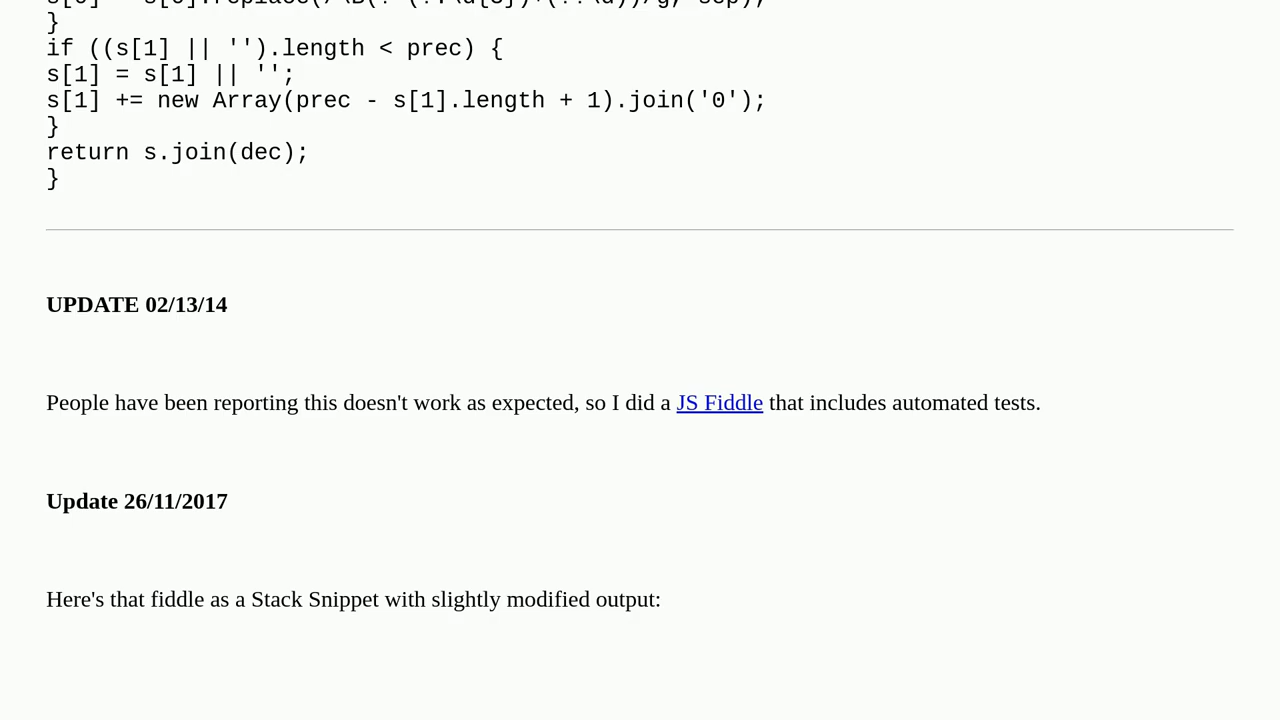 }
if ((s[1] || '').length < prec) {
s[1] = s[1] || '';
s[1] += new Array(prec - s[1].length + 1).join('0');
}
return s.join(dec);
}
UPDATE 02/13/14
People have been reporting this doesn't work as expected, so I did a JS Fiddle that includes automated tests.
Update 26/11/2017
Here's that fiddle as a Stack Snippet with slightly modified output: